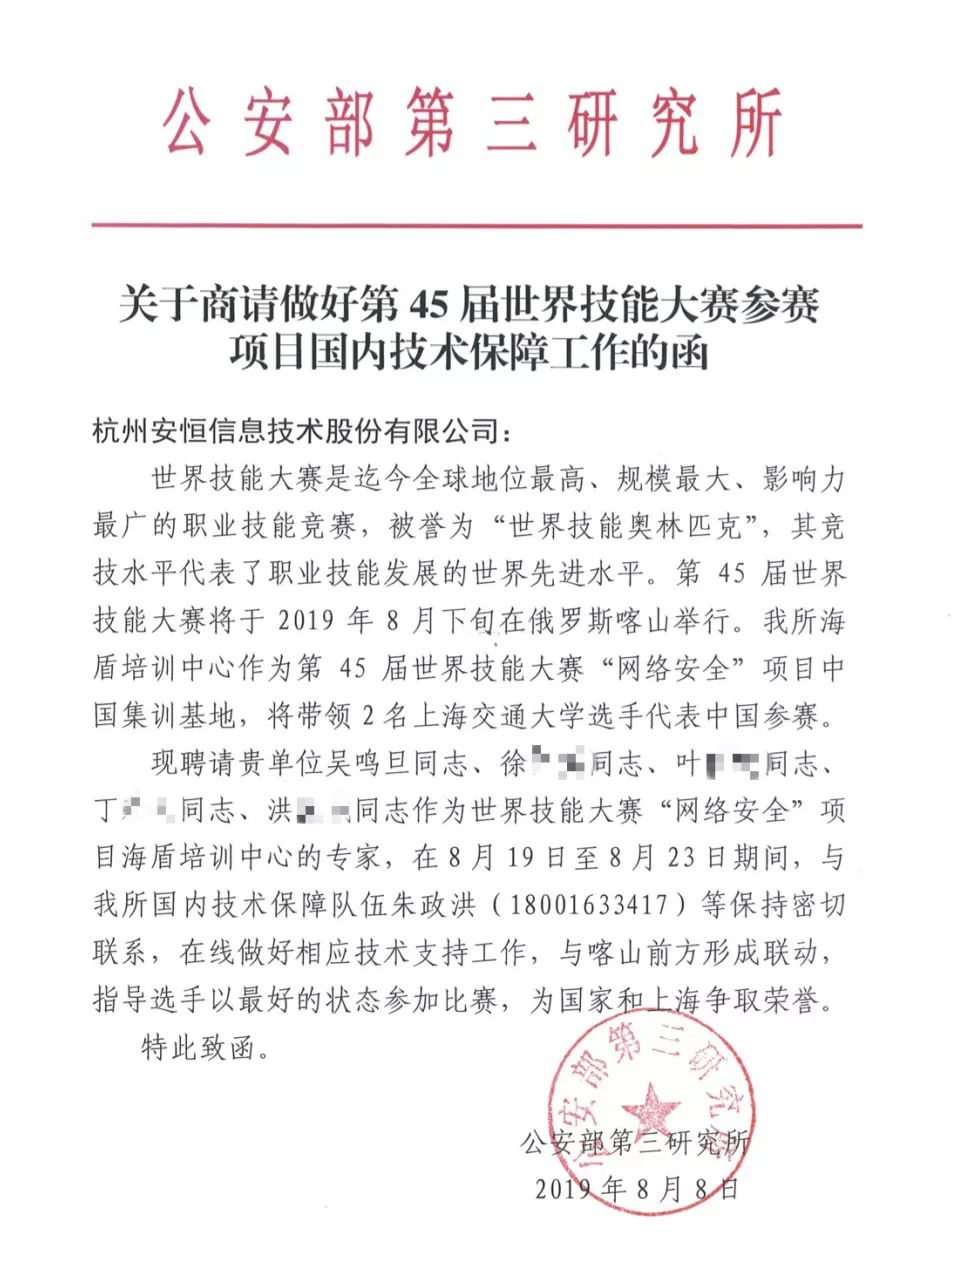 公安部第三研究所
关于商请做好第 45 届世界技能大赛参赛
项目国内技术保障工作的函
杭州安恒信息技术股份有限公司：
世界技能大赛是迄今全球地位最高、规模最大、影响力
最广的职业技能竞赛，被誉为“世界技能奥林匹克”，其竞
技水平代表了职业技能发展的世界先进水平。第 45 届世界
技能大赛将于 2019 年 8 月下旬在俄罗斯喀山举行。我所海
盾培训中心作为第 45 届世界技能大赛“网络安全”项目中
国集训基地，将带领 2 名上海交通大学选手代表中国参赛。
现聘请贵单位吴鸣旦同志、徐同志、叶同志、
丁同志、洪同志作为世界技能大赛“网络安全”项
目海盾培训中心的专家，在 8 月 19 日至 8 月 23 日期间，与
我所国内技术保障队伍朱政洪（18001633417）等保持密切
联系，在线做好相应技术支持工作，与喀山前方形成联动，
指导选手以最好的状态参加比赛，为国家和上海争取荣誉。
特此致函。
公安部第三研究所
公安部第三研究所
2019 年 8 月 8 日